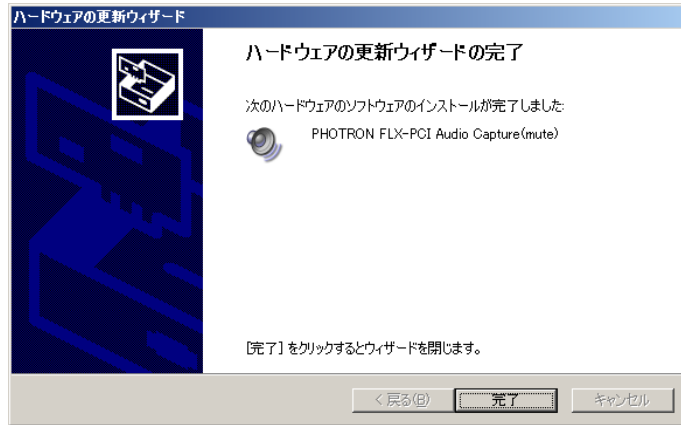 ハードウェアの更新ウィザード
ハードウェアの更新ウィザードの完了
次のハードウェアのソフトウェアのインストールが完了しました:
PHOTRON FLX-PCI Audio Capture(mute)
[完了] をクリックするとウィザードを閉じます。
< 戻る(B)
完了
キャンセル